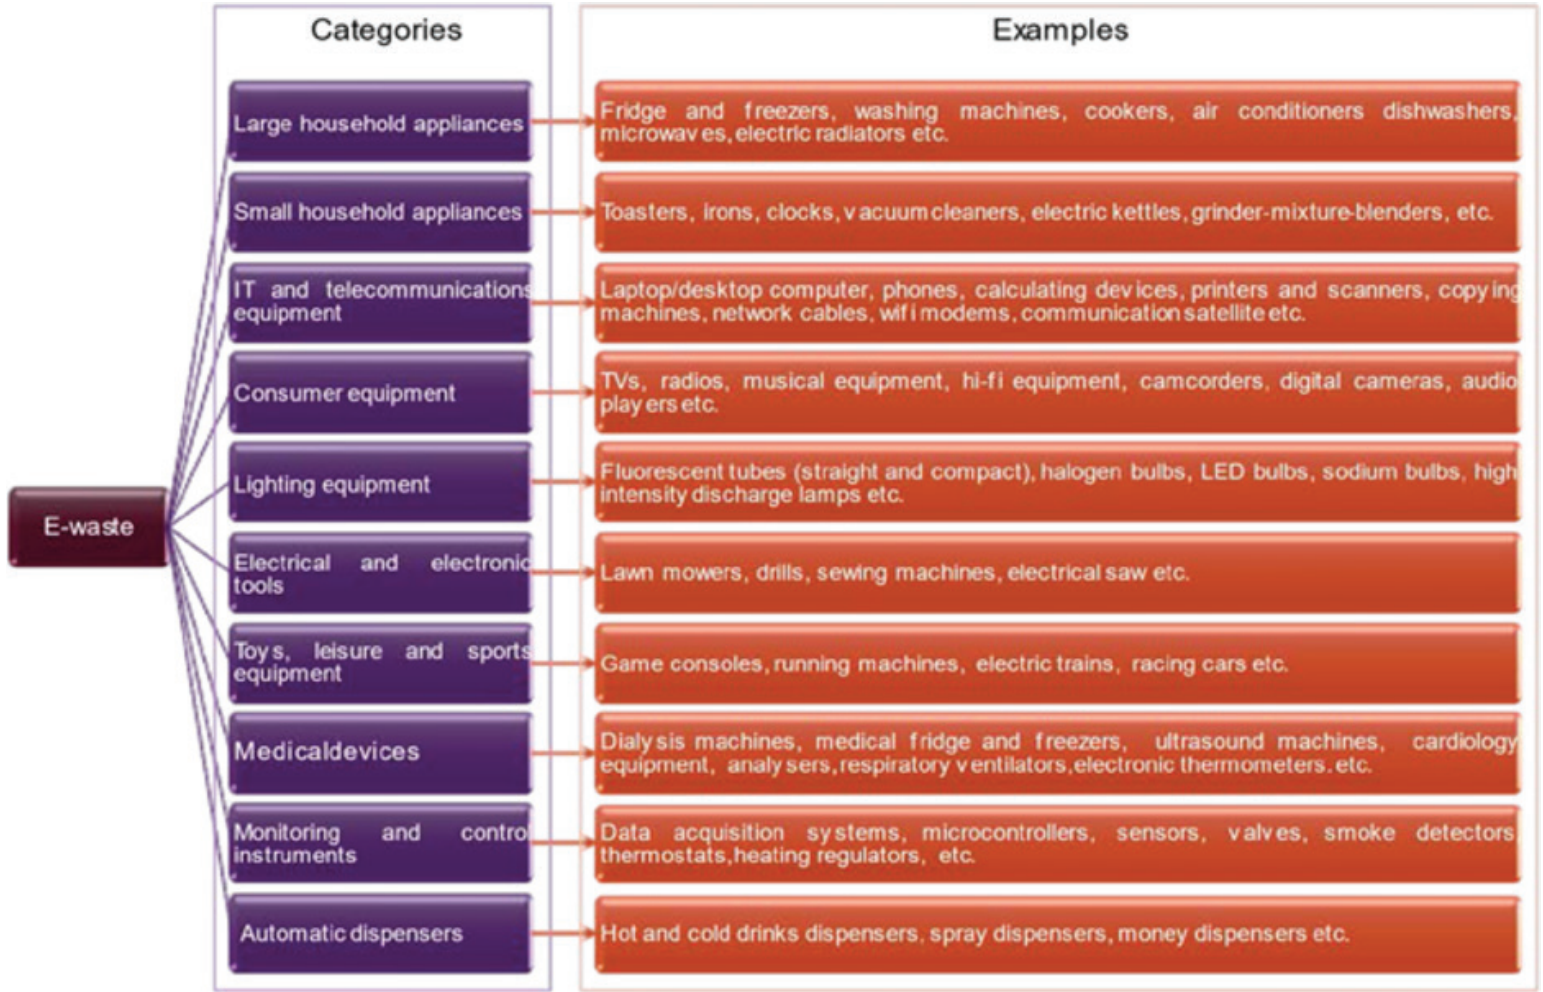 Categories
Examples
E-waste
Large household appliances
Fridge and freezers, washing machines, cookers, air conditioners dishwashers,
microwaves, electric radiators etc.
Small household appliances
Toasters, irons, clocks, vacuum cleaners, electric kettles, grinder-mixture-blenders, etc.
IT and telecommunications
equipment
Laptop/desktop computer, phones, calculating devices, printers and scanners, copying
machines, network cables, wifi modems, communication satellite etc.
Consumer equipment
TVs, radios, musical equipment, hi-fi equipment, camcorders, digital cameras, audio
players etc.
Lighting equipment
Fluorescent tubes (straight and compact), halogen bulbs, LED bulbs, sodium bulbs, high
intensity discharge lamps etc.
Electrical and electronic
tools
Lawn mowers, drills, sewing machines, electrical saw etc.
Toys, leisure and sports
equipment
Game consoles, running machines, electric trains, racing cars etc.
Medicaldevices
Dialysis machines, medical fridge and freezers, ultrasound machines, cardiology
equipment, analysers, respiratory ventilators, electronic thermometers. etc.
Monitoring and control
instruments
Data acquisition systems, microcontrollers, sensors, valves, smoke detectors
thermostats, heating regulators, etc.
Automatic dispensers
Hot and cold drinks dispensers, spray dispensers, money dispensers etc.